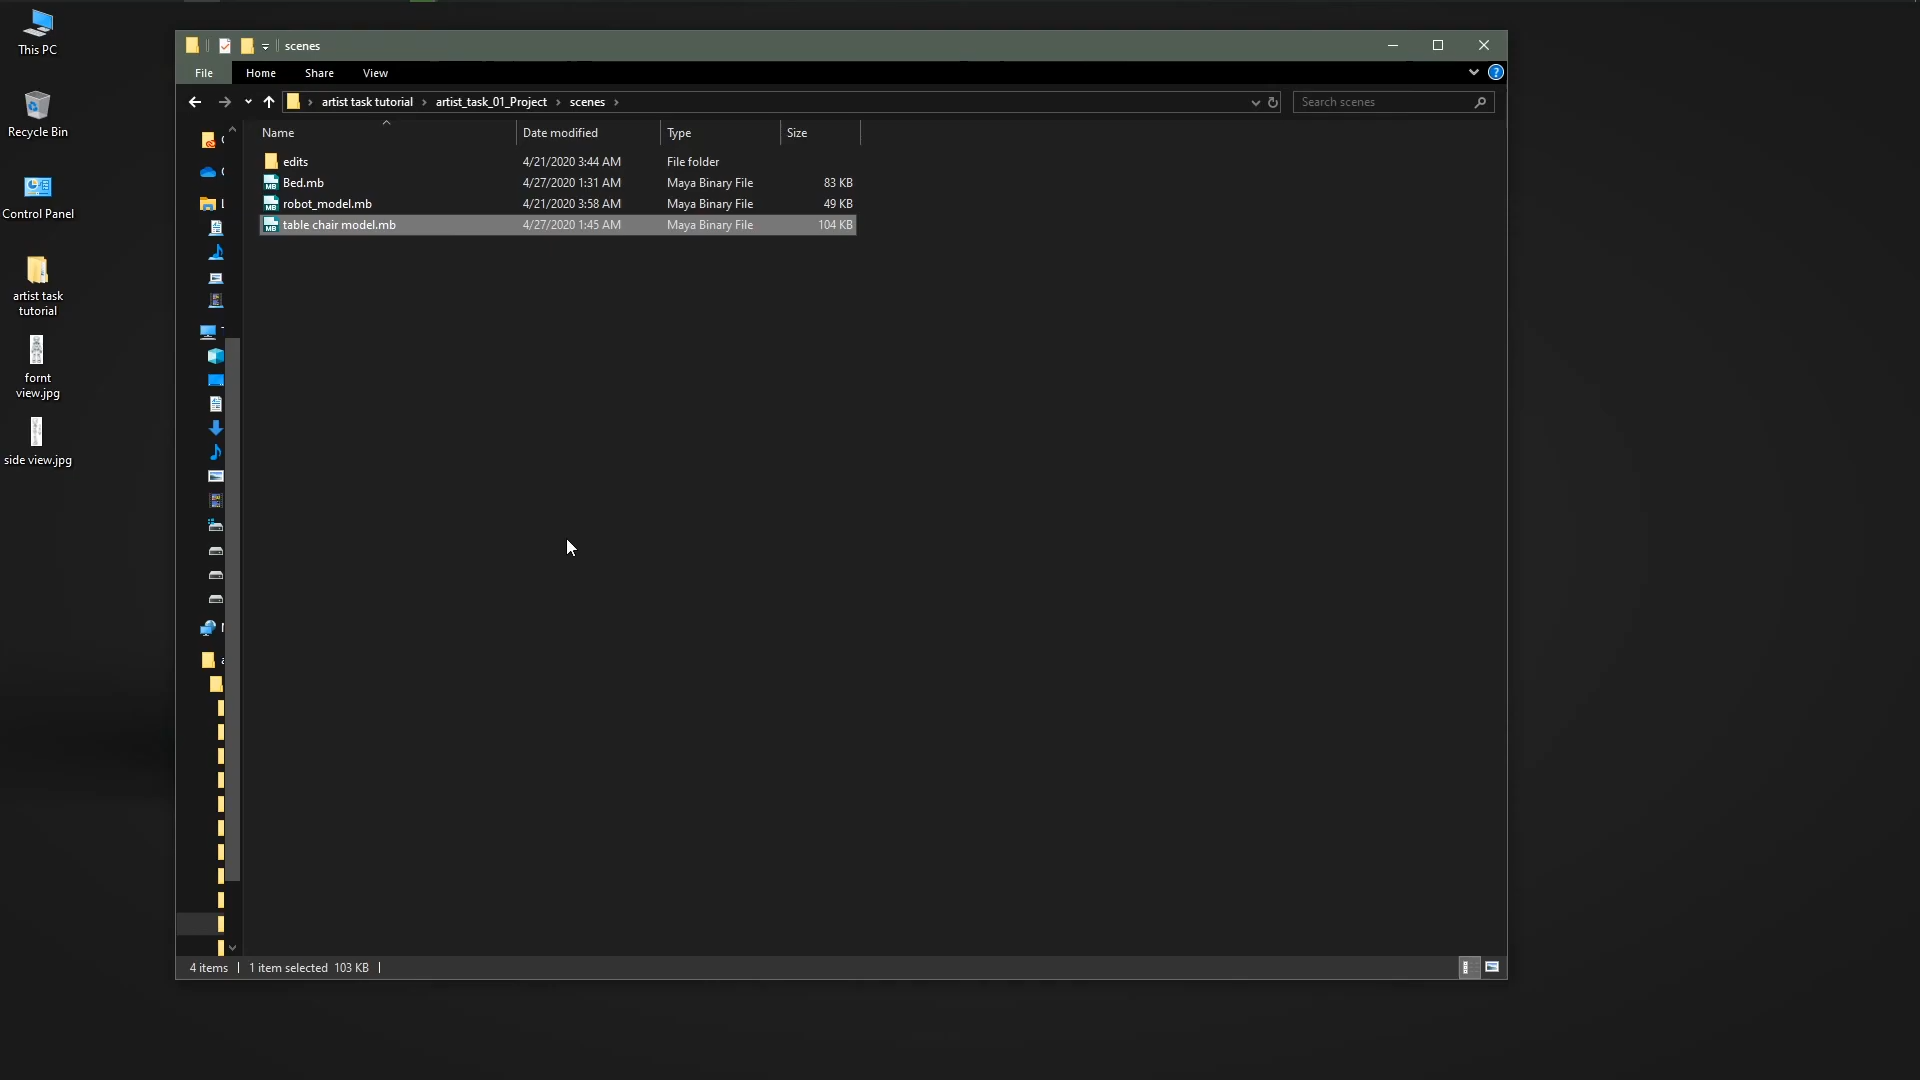 This PC
Recycle Bin
Control Panel
artist task
tutorial
fornt
view.jpg
side view.jpg
scenes
File Home Share View
artist task tutorial › artist_task_01_Project › scenes ›
Search scenes
Name Date modified Type Size
edits 4/21/2020 3:44 AM File folder
Bed.mb 4/27/2020 1:31 AM Maya Binary File 83 KB
robot_model.mb 4/21/2020 3:58 AM Maya Binary File 49 KB
table chair model.mb 4/27/2020 1:45 AM Maya Binary File 104 KB
4 items 1 item selected 103 KB